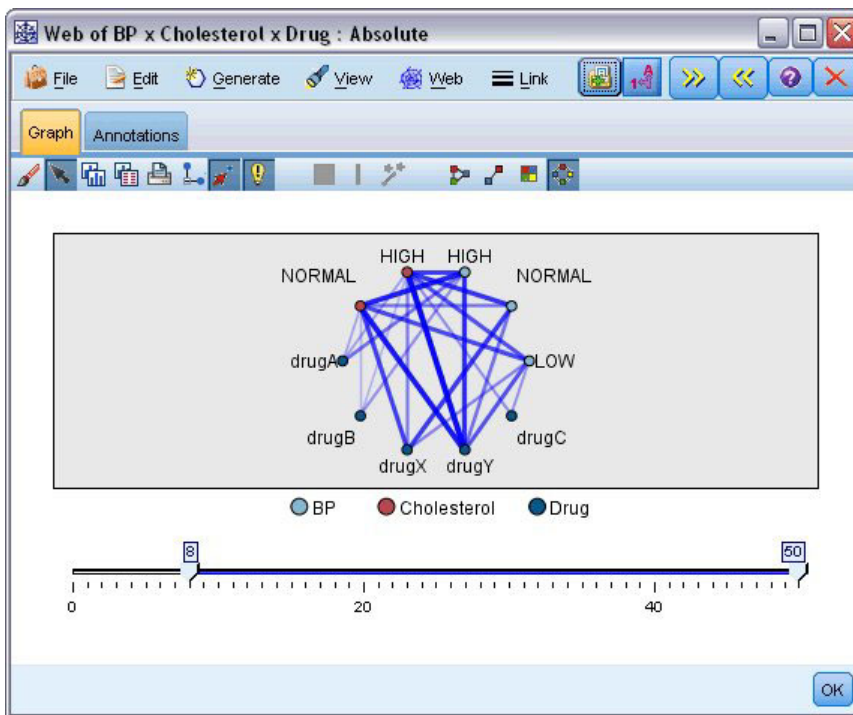 Web of BP x Cholesterol x Drug : Absolute
File Edit Generate View Web Link
Graph Annotations
HIGH HIGH
NORMAL NORMAL
drugA LOW
drugB drugC
drugX drugY
BP Cholesterol Drug
8 50
0 20 40
OK